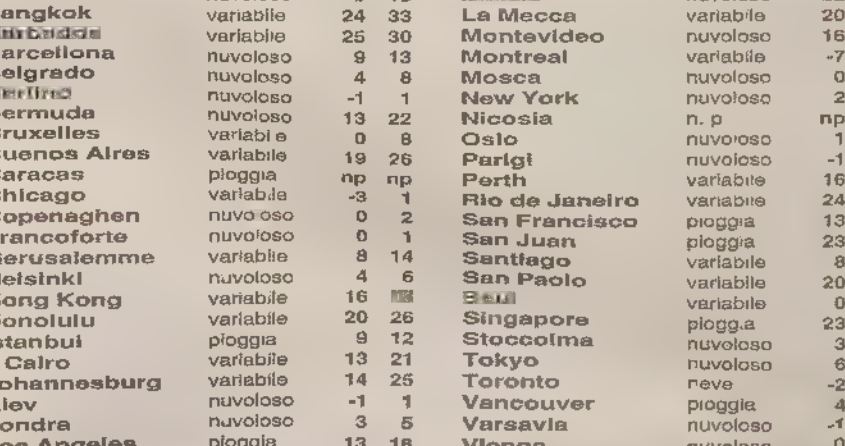 angkok variabile 24 33
variabile 25 30
arcellona nuvoloso 9 13
elgrado nuvoloso 4 8
nuvoloso -1 1
ermuda nuvoloso 13 22
ruxelles variabi e 0 8
uenos Aires variabile 19 26
aracas pioggia np np
hicago variabile -3 1
openaghen nuvo oso 0 2
rancoforte nuvoloso 0 1
erusalemme variabile 8 14
elsinki nuvoloso 4 6
ong Kong variabile 16
onolulu variabile 20 26
stanbul pioggia 9 12
Cairo variabile 13 21
ohannesburg variabile 14 25
iev nuvoloso -1 1
ondra nuvoloso 3 5
os Angeles pioggia 13 18
La Mecca variabile 20
Montevideo nuvoloso 16
Montreal variabile -7
Mosca nuvoloso 0
New York nuvoloso 2
Nicosia n. p np
Oslo nuvoloso 1
Parigi nuvoloso -1
Perth variabile 16
Rio de Janeiro variabile 24
San Francisco pioggia 13
San Juan pioggia 23
Santiago variabile 8
San Paolo variabile 20
variabile 0
Singapore piogg.a 23
Stoccolma nuvoloso 3
Tokyo nuvoloso 6
Toronto neve -2
Vancouver pioggia 4
Varsavia nuvoloso -1
Vienna nuvoloso 0